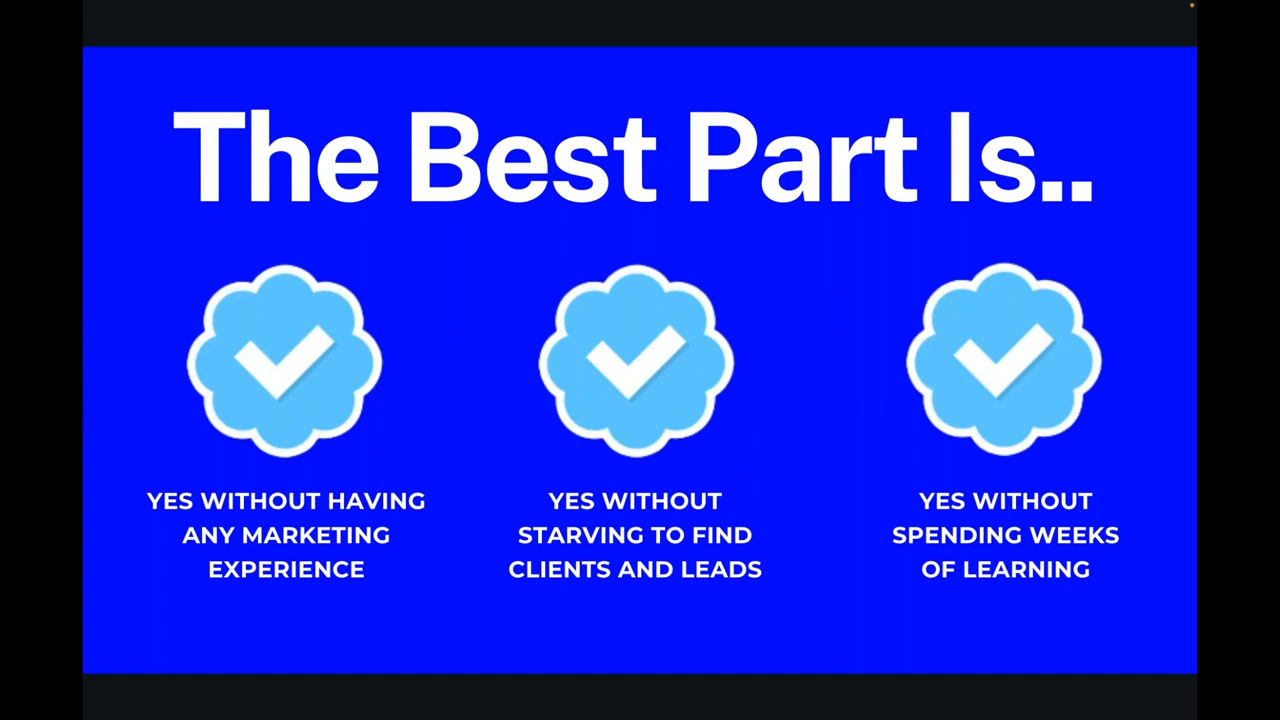 The Best Part Is..
YES WITHOUT HAVING
ANY MARKETING
EXPERIENCE
YES WITHOUT
STARVING TO FIND
CLIENTS AND LEADS
YES WITHOUT
SPENDING WEEKS
OF LEARNING